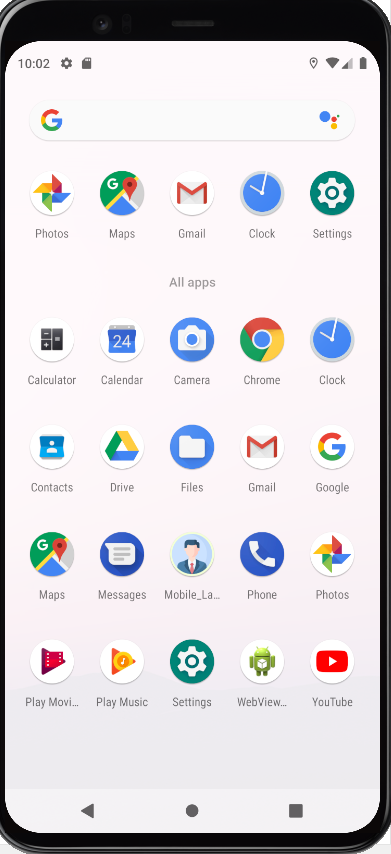 10:02
Photos Maps Gmail Clock Settings
All apps
Calculator Calendar Camera Chrome Clock
24
Contacts Drive Files Gmail Google
Maps Messages Mobile_La... Phone Photos
Play Movi... Play Music Settings WebView... YouTube